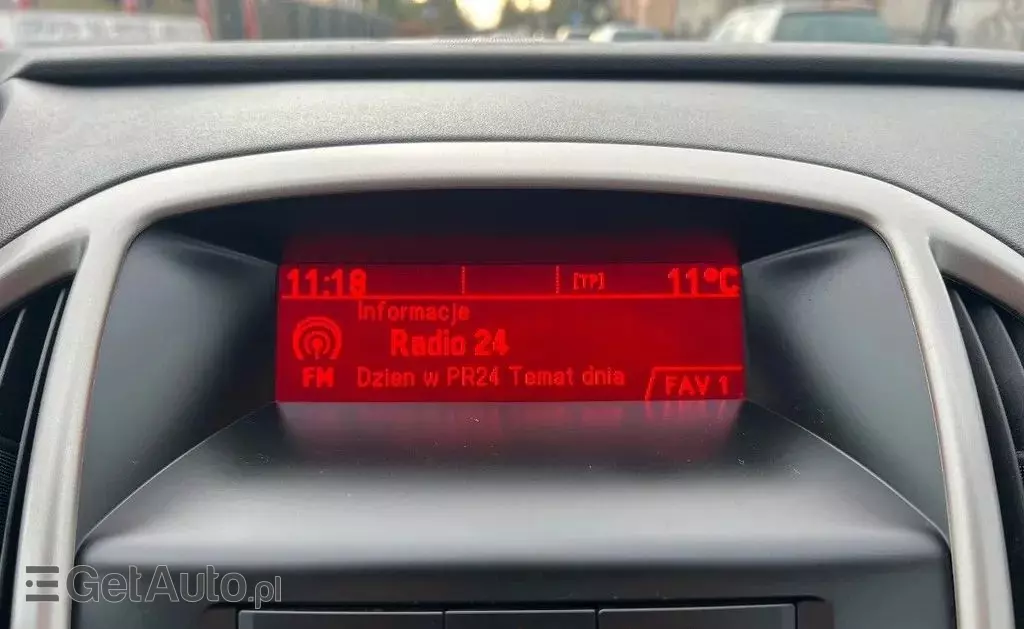 11:18 [TP] 11°C
Informacje
Radio 24
FM Dzien w PR24 Temat dnia
FAV 1
GetAuto.pl